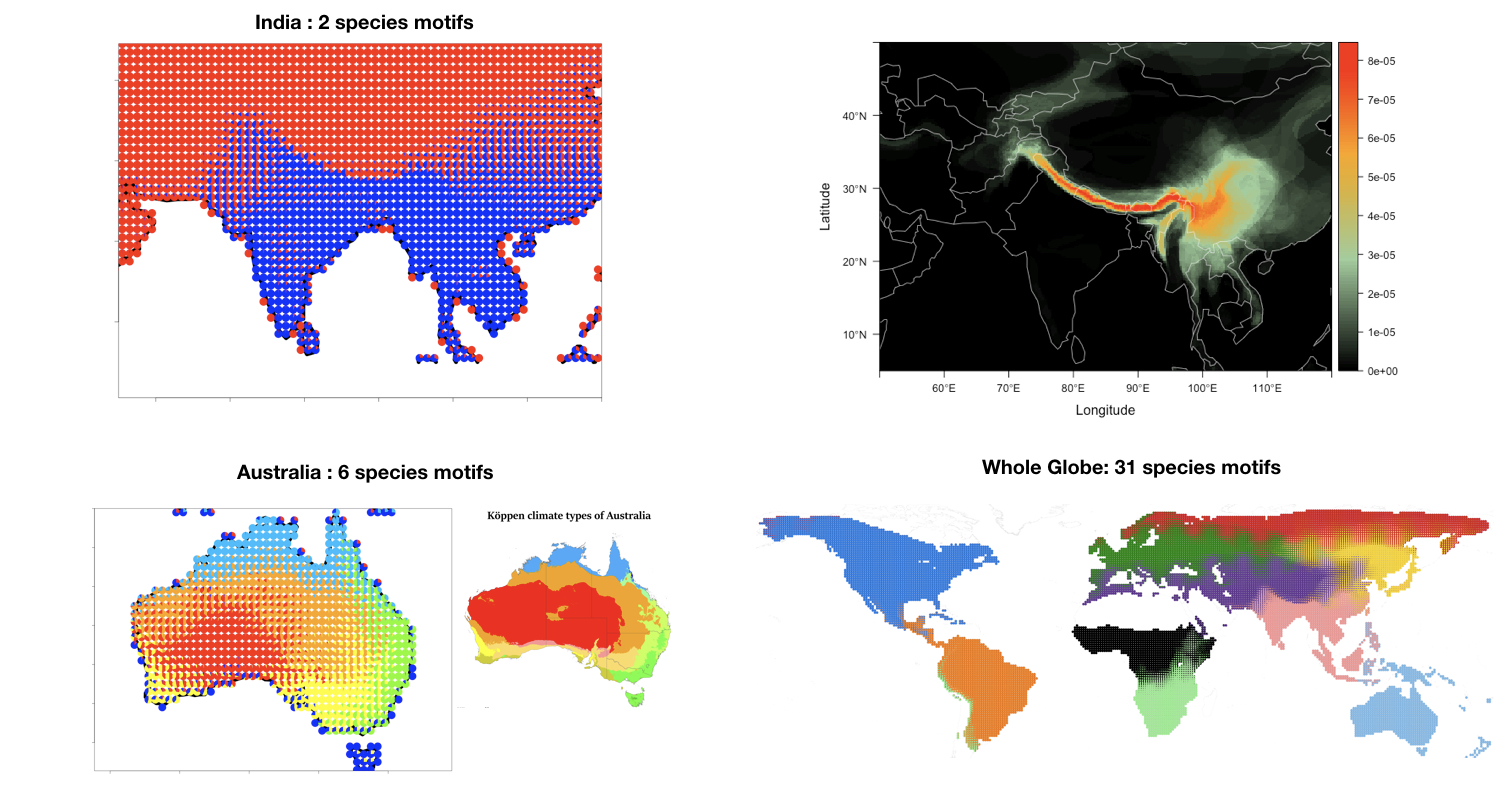 India : 2 species motifs
8e-05
7e-05
6e-05
5e-05
4e-05
3e-05
2e-05
1e-05
0e+00
40°N
30°N
20°N
10°N
Latitude
60°E 70°E 80°E 90°E 100°E 110°E
Longitude
Australia : 6 species motifs
Köppen climate types of Australia
Whole Globe: 31 species motifs